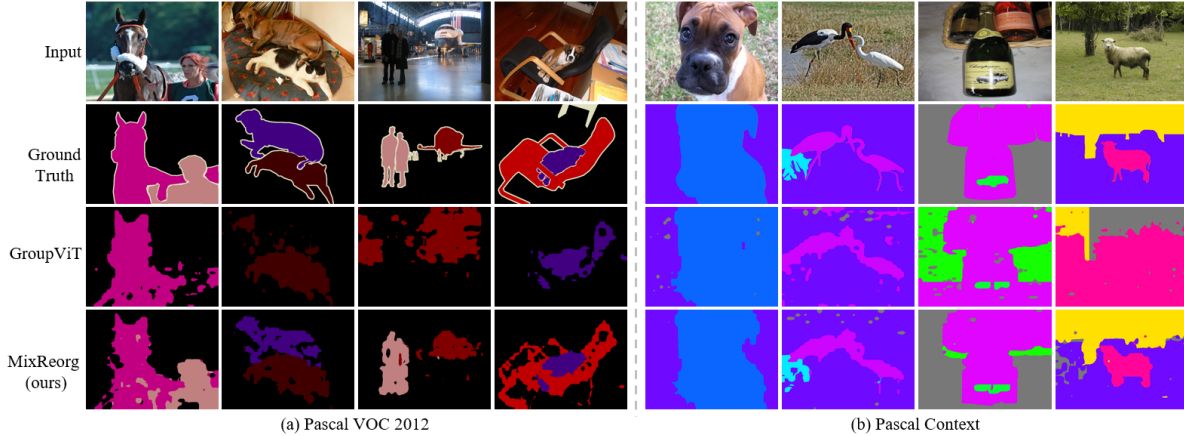 Input
Ground
Truth
GroupViT
MixReorg
(ours)
(a) Pascal VOC 2012
(b) Pascal Context